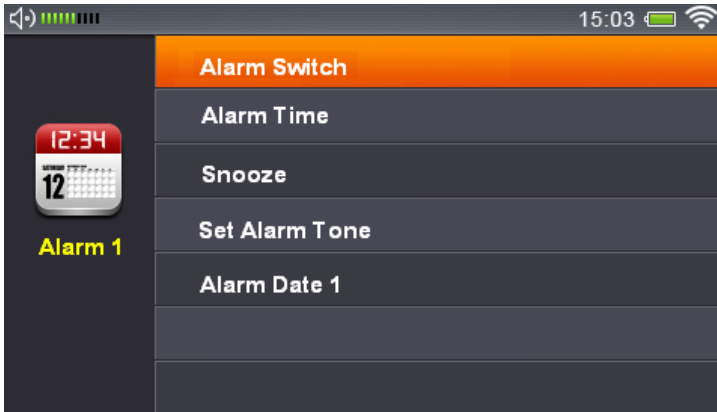 15:03
Alarm Switch
Alarm Time
Snooze
Set Alarm Tone
Alarm Date 1
12:34
12
Alarm 1